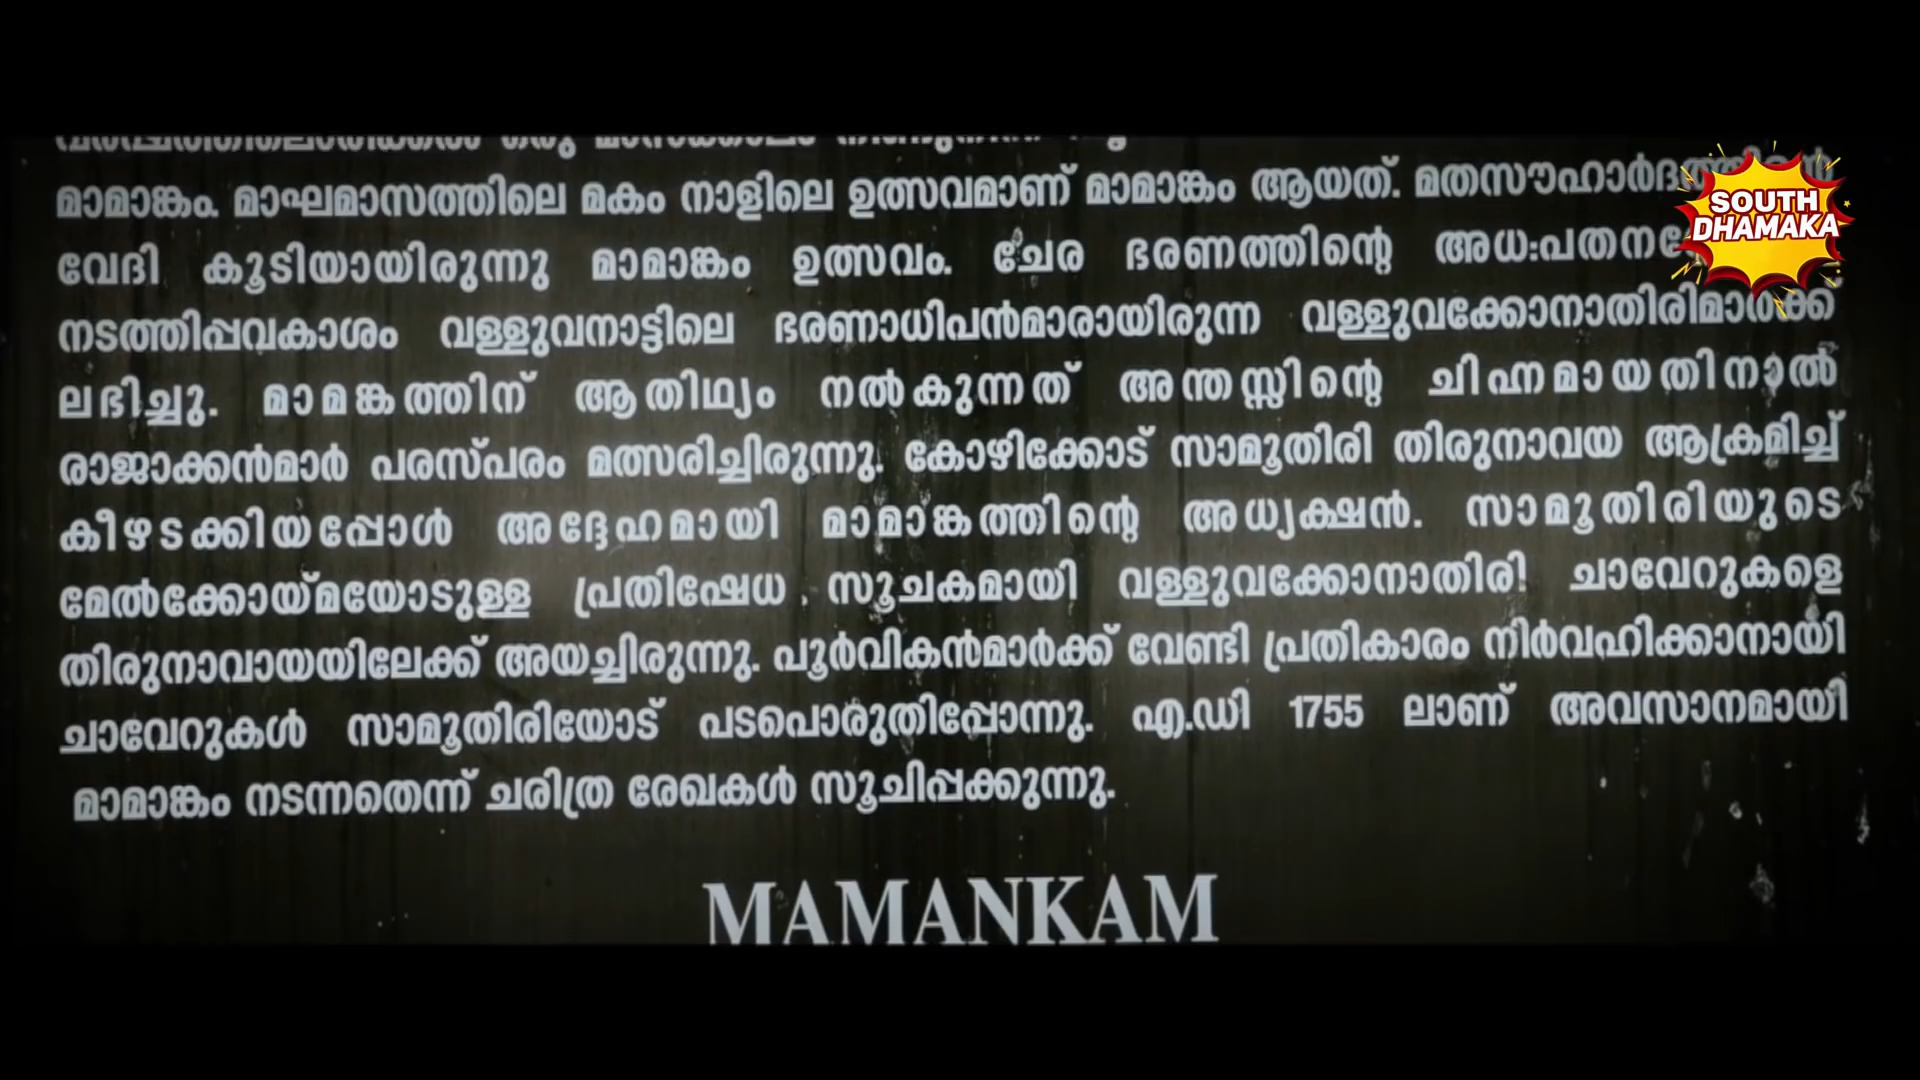 മാമാങ്കം. മാഘമാസത്തിലെ മകം നാളിലെ ഉത്സവമാണ് മാമാങ്കം ആയത്. മതസൗഹാർദത്തിന്റെ
വേദി കൂടിയായിരുന്നു മാമാങ്കം ഉത്സവം. ചേര ഭരണത്തിന്റെ
നടത്തിപ്പവകാശം വള്ളുവനാട്ടിലെ ഭരണാധിപൻമാരായിരുന്ന വള്ളുവക്കോനാതിരിമാർക്ക്
ലഭിച്ചു. മാമങ്കത്തിന് ആതിഥ്യം നൽകുന്നത് അന്തസ്സിന്റെ ചിഹ്നമായതിനാൽ
രാജാക്കൻമാർ പരസ്പരം മത്സരിച്ചിരുന്നു. കോഴിക്കോട് സാമൂതിരി തിരുനാവയ ആക്രമിച്ച്
കീഴടക്കിയപ്പോൾ അദ്ദേഹമായി മാമാങ്കത്തിന്റെ അധ്യക്ഷൻ. സാമൂതിരിയുടെ
മേൽക്കോയ്മയോടുള്ള പ്രതിഷേധ സൂചകമായി വള്ളുവക്കോനാതിരി ചാവേറുകളെ
തിരുനാവായയിലേക്ക് അയച്ചിരുന്നു. പൂർവികൻമാർക്ക് വേണ്ടി പ്രതികാരം നിർവഹിക്കാനായി
ചാവേറുകൾ സാമൂതിരിയോട് പടപൊരുതിപ്പോന്നു. എ.ഡി 1755 ലാണ് അവസാനമായീ
മാമാങ്കം നടന്നതെന്ന് ചരിത്ര രേഖകൾ സൂചിപ്പക്കുന്നു.
MAMANKAM
SOUTH
DHAMAKA